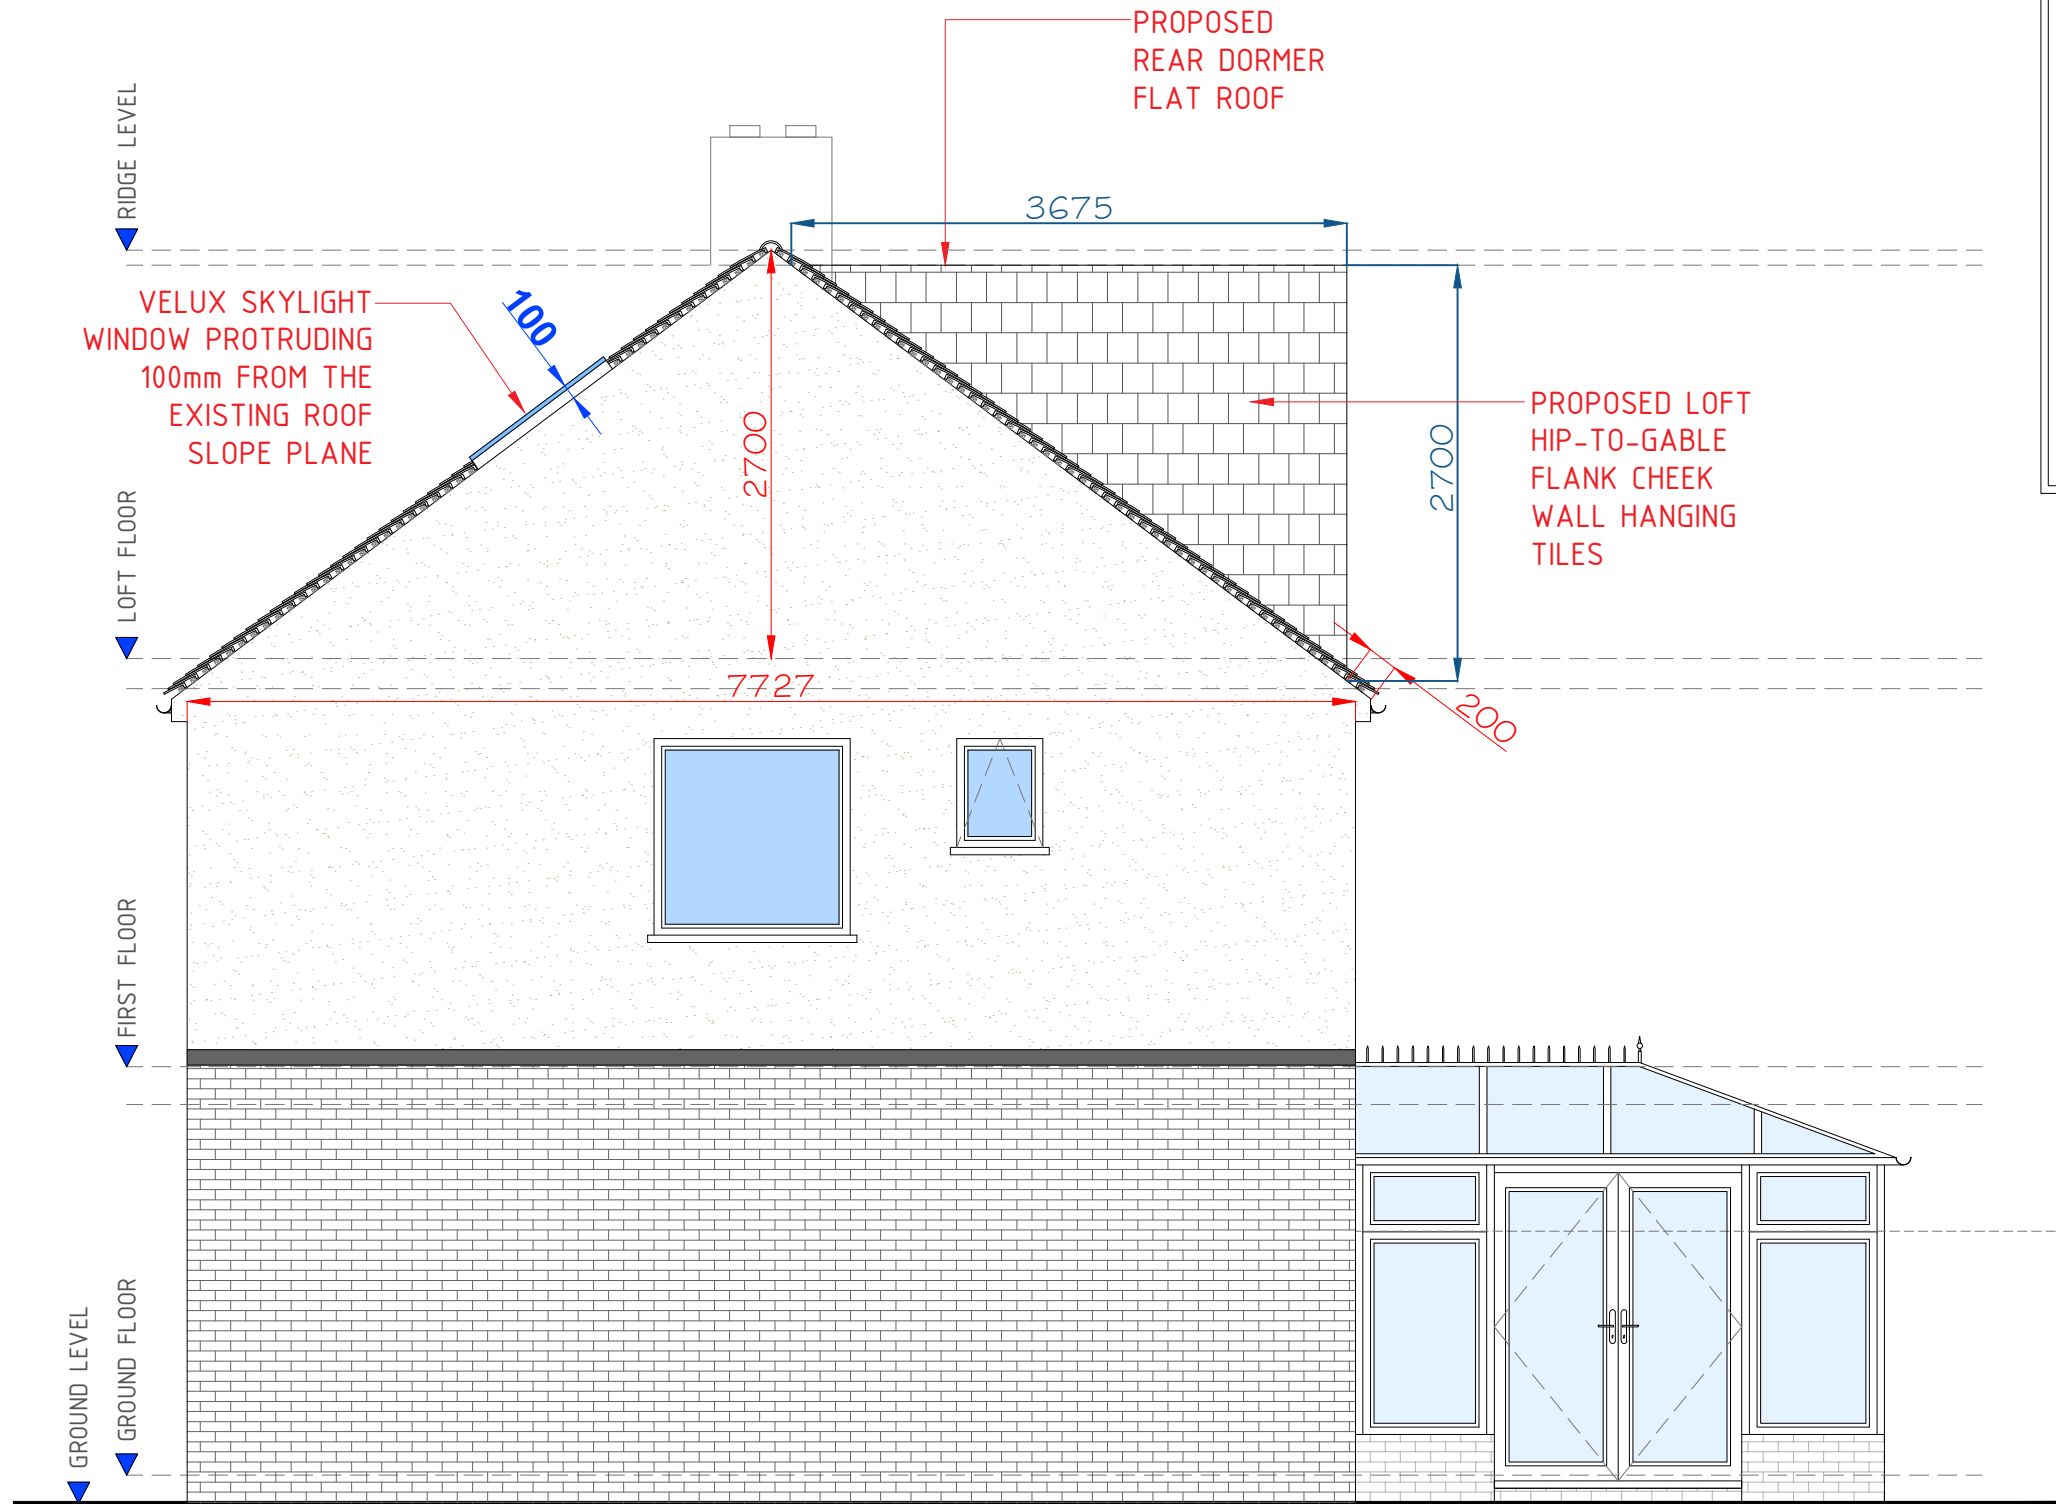 PROPOSED
REAR DORMER
FLAT ROOF
RIDGE LEVEL
3675
VELUX SKYLIGHT
WINDOW PROTRUDING
100mm FROM THE
EXISTING ROOF
SLOPE PLANE
100
2700
2700
PROPOSED LOFT
HIP-TO-GABLE
FLANK CHEEK
WALL HANGING
TILES
LOFT FLOOR
7727
200
FIRST FLOOR
GROUND FLOOR
GROUND LEVEL